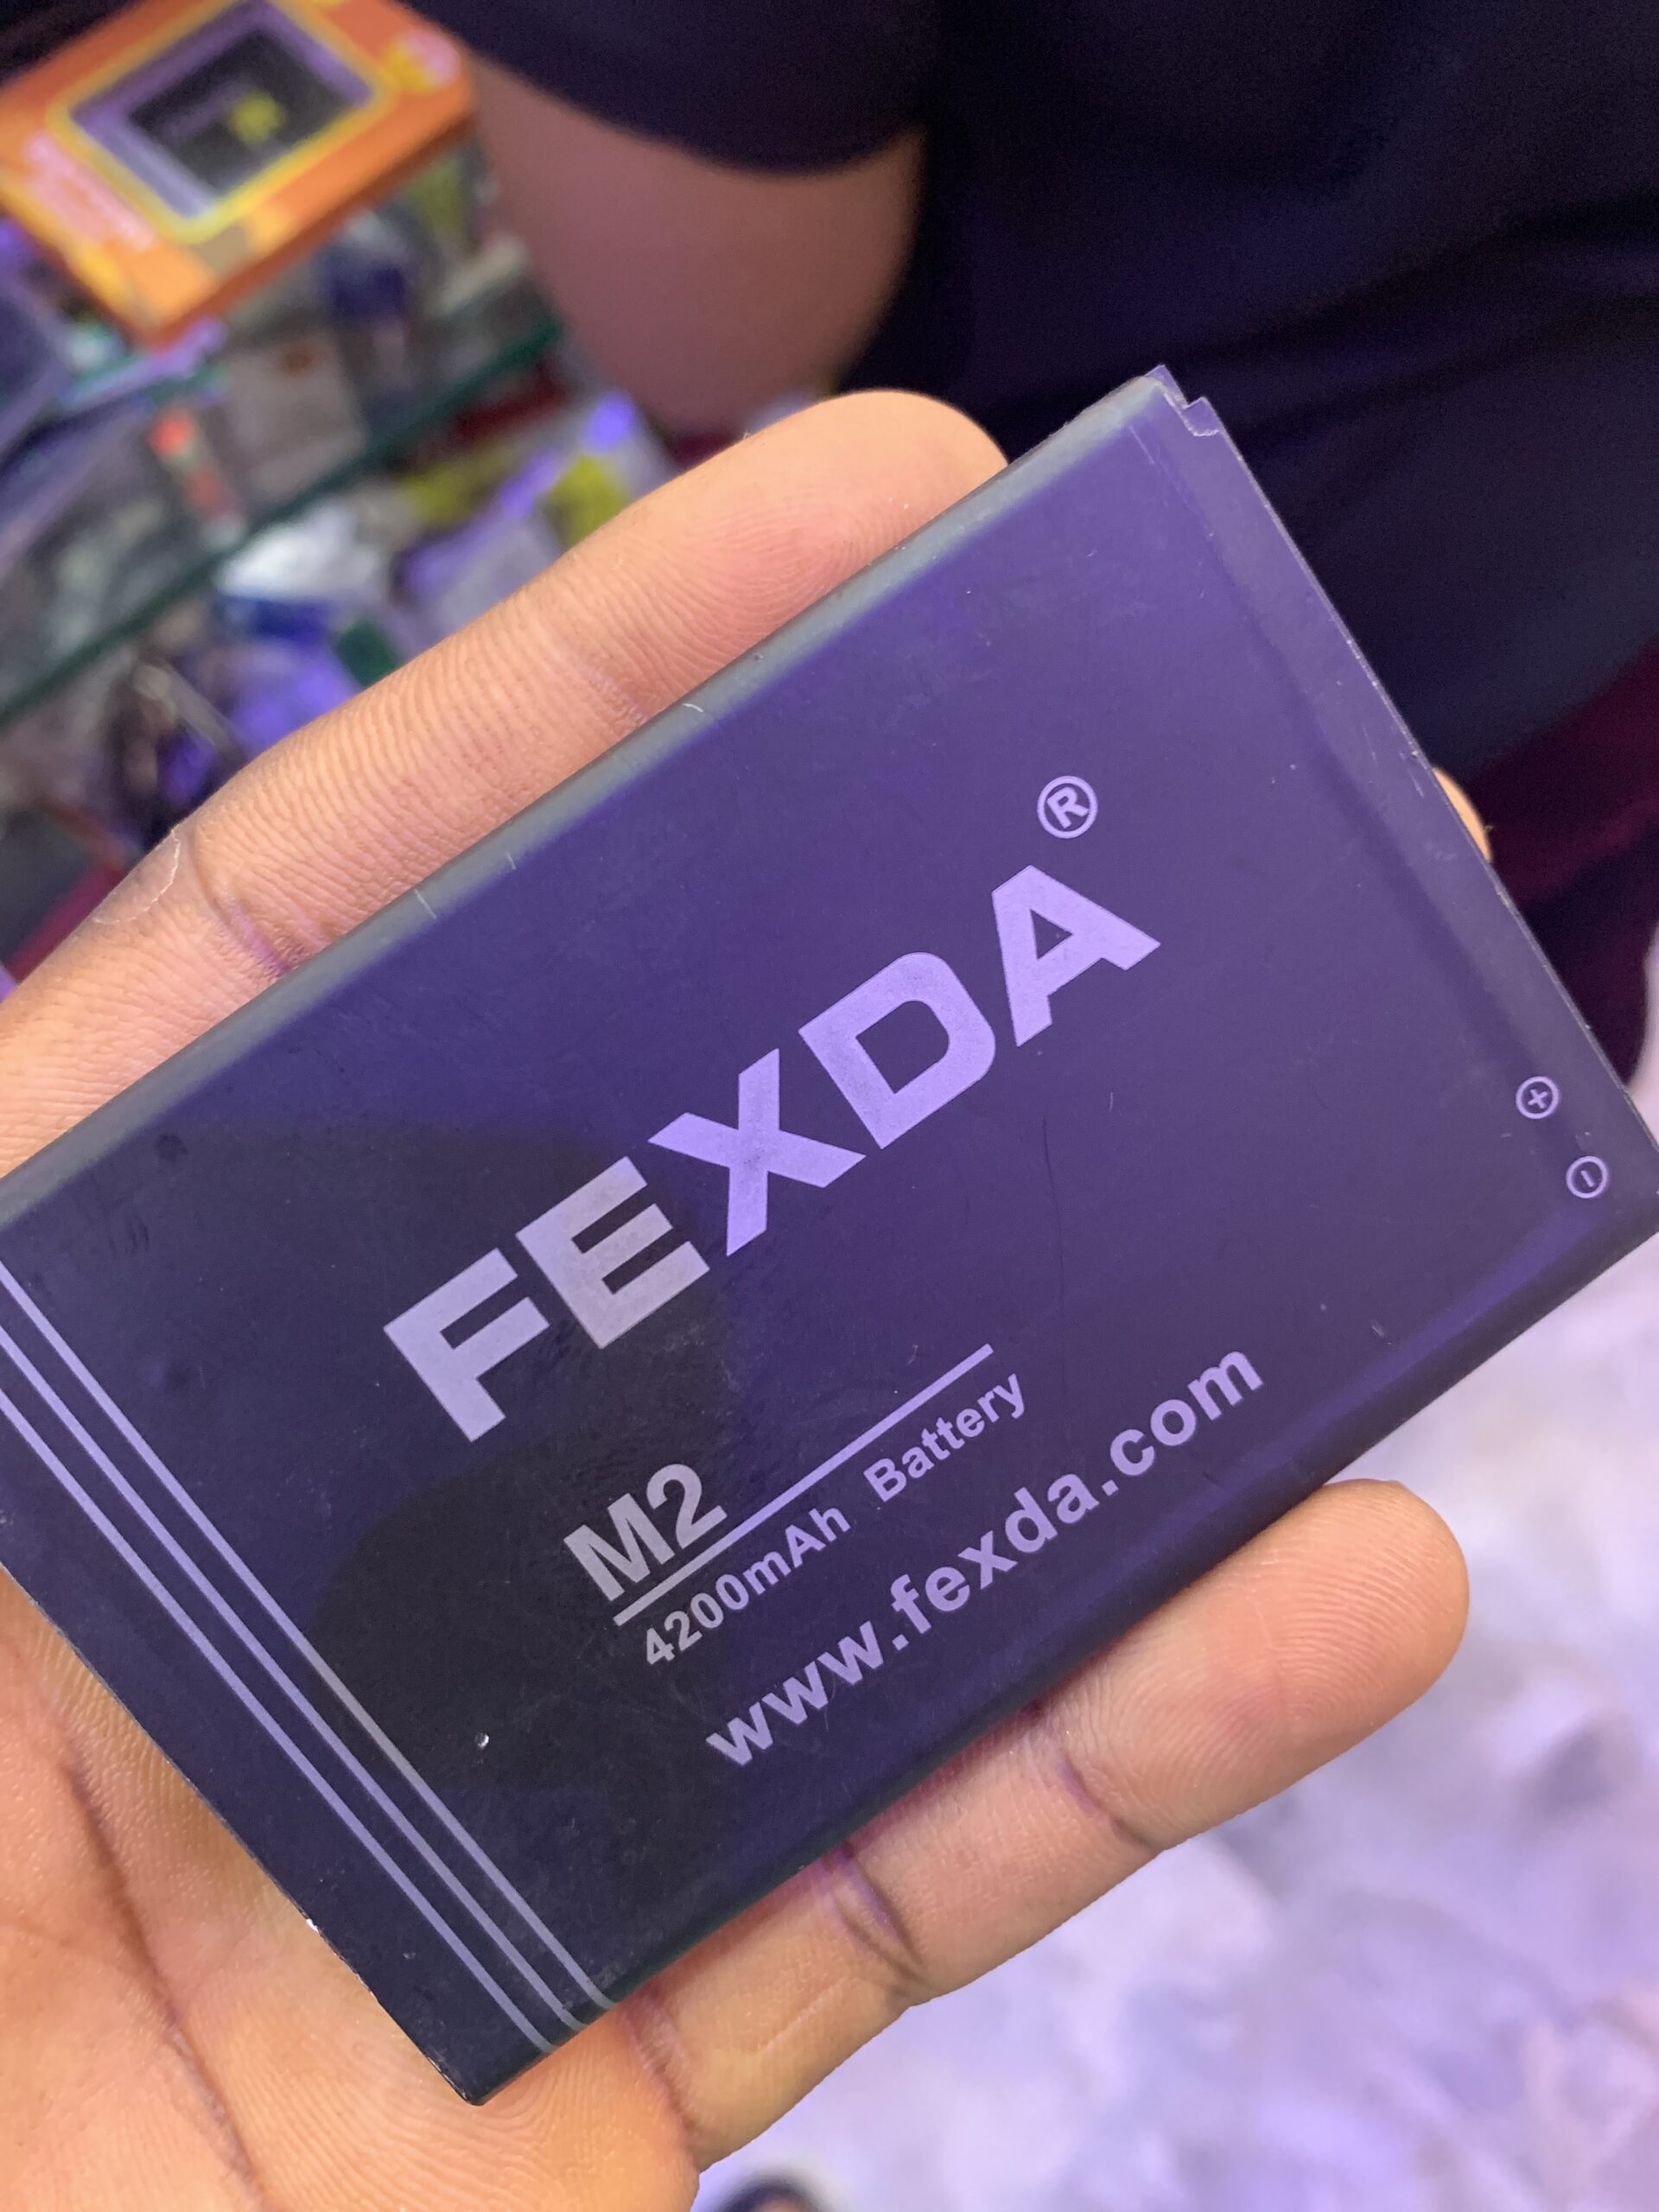 FEXDA®
M2
4200mAh Battery
www.fexda.com
+
-